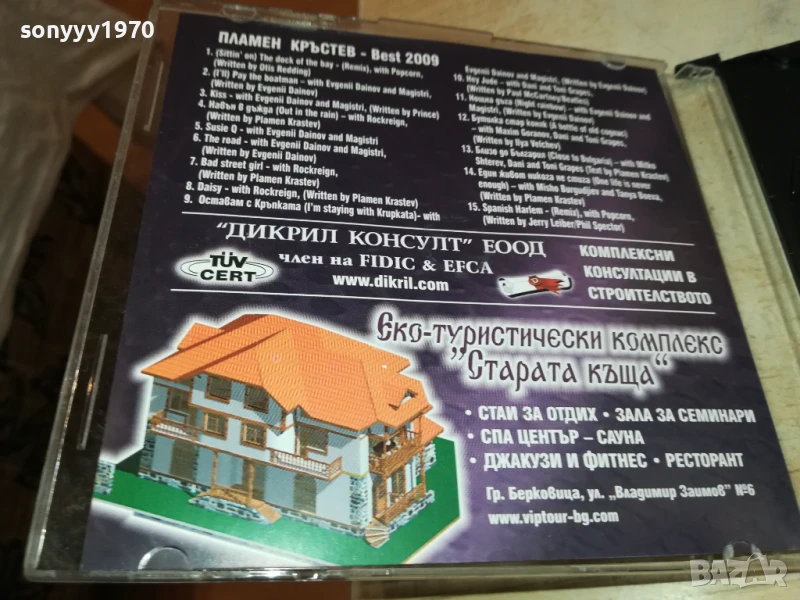 sonyyy1970
ПЛАМЕН КРЪСТЕВ - Best 2009
1. (Sittin' on) The dock of the bay - (Remix), with Popcorn,
(Written by Otis Redding)
2. (I'll) Pay the boatman – with Evgenii Dainov and Magistri,
(Written by Evgenii Dainov)
3. Kiss - with Evgenii Dainov and Magistri, (Written by Prince)
4. Навън в дъжда (Out in the rain) – with Rockreign,
(Written by Plamen Krastev)
5. Susie Q - with Evgenii Dainov and Magistri
6. The road - with Evgenii Dainov and Magistri,
(Written by Evgenii Dainov)
7. Bad street girl - with Rockreign,
(Written by Plamen Krastev)
8. Daisy - with Rockreign, (Written by Plamen Krastev)
9. Оставам с Кръпката (I'm staying with Krupkata)- with
Evgenii Dainov and Magistri, (Written by Evgenii Dainov)
10. Hey Jude – with Dani and Toni Grapes,
(Written by Paul McCartney/Beatles)
11. Нощна дъга (Night rainbow) – with Evgenii Dainov and
Magistri, (Written by Evgenii Dainov)
12. Бутилка стар коняк (A bottle of old cognac)
– with Maxim Goranov, Dani and Toni Grapes,
(Written by Ilya Velchev)
13. Близо до България (Close to Bulgaria) – with Mitko
Shterev, Dani and Toni Grapes (Text by Plamen Krastev)
14. Един живот никога не стига (One life is never
enough) – with Misho Burgudjiev and Tanya Boeva,
(Written by Plamen Krastev)
15. Spanish Harlem - (Remix), with Popcorn,
(Written by Jerry Leiber/Phil Spector)
"ДИКРИЛ КОНСУЛТ" ЕООД
член на FIDIC & EFCA
www.dikril.com
TÜV
CERT
КОМПЛЕКСНИ
КОНСУЛТАЦИИ В
СТРОИТЕЛСТВОТО
Еко-туристически комплекс
"Старата къща"
• СТАИ ЗА ОТДИХ • ЗАЛА ЗА СЕМИНАРИ
• СПА ЦЕНТЪР – САУНА
• ДЖАКУЗИ И ФИТНЕС • РЕСТОРАНТ
Гр. Берковица, ул. „Владимир Заимов" №6
www.viptour-bg.com
BAZAR